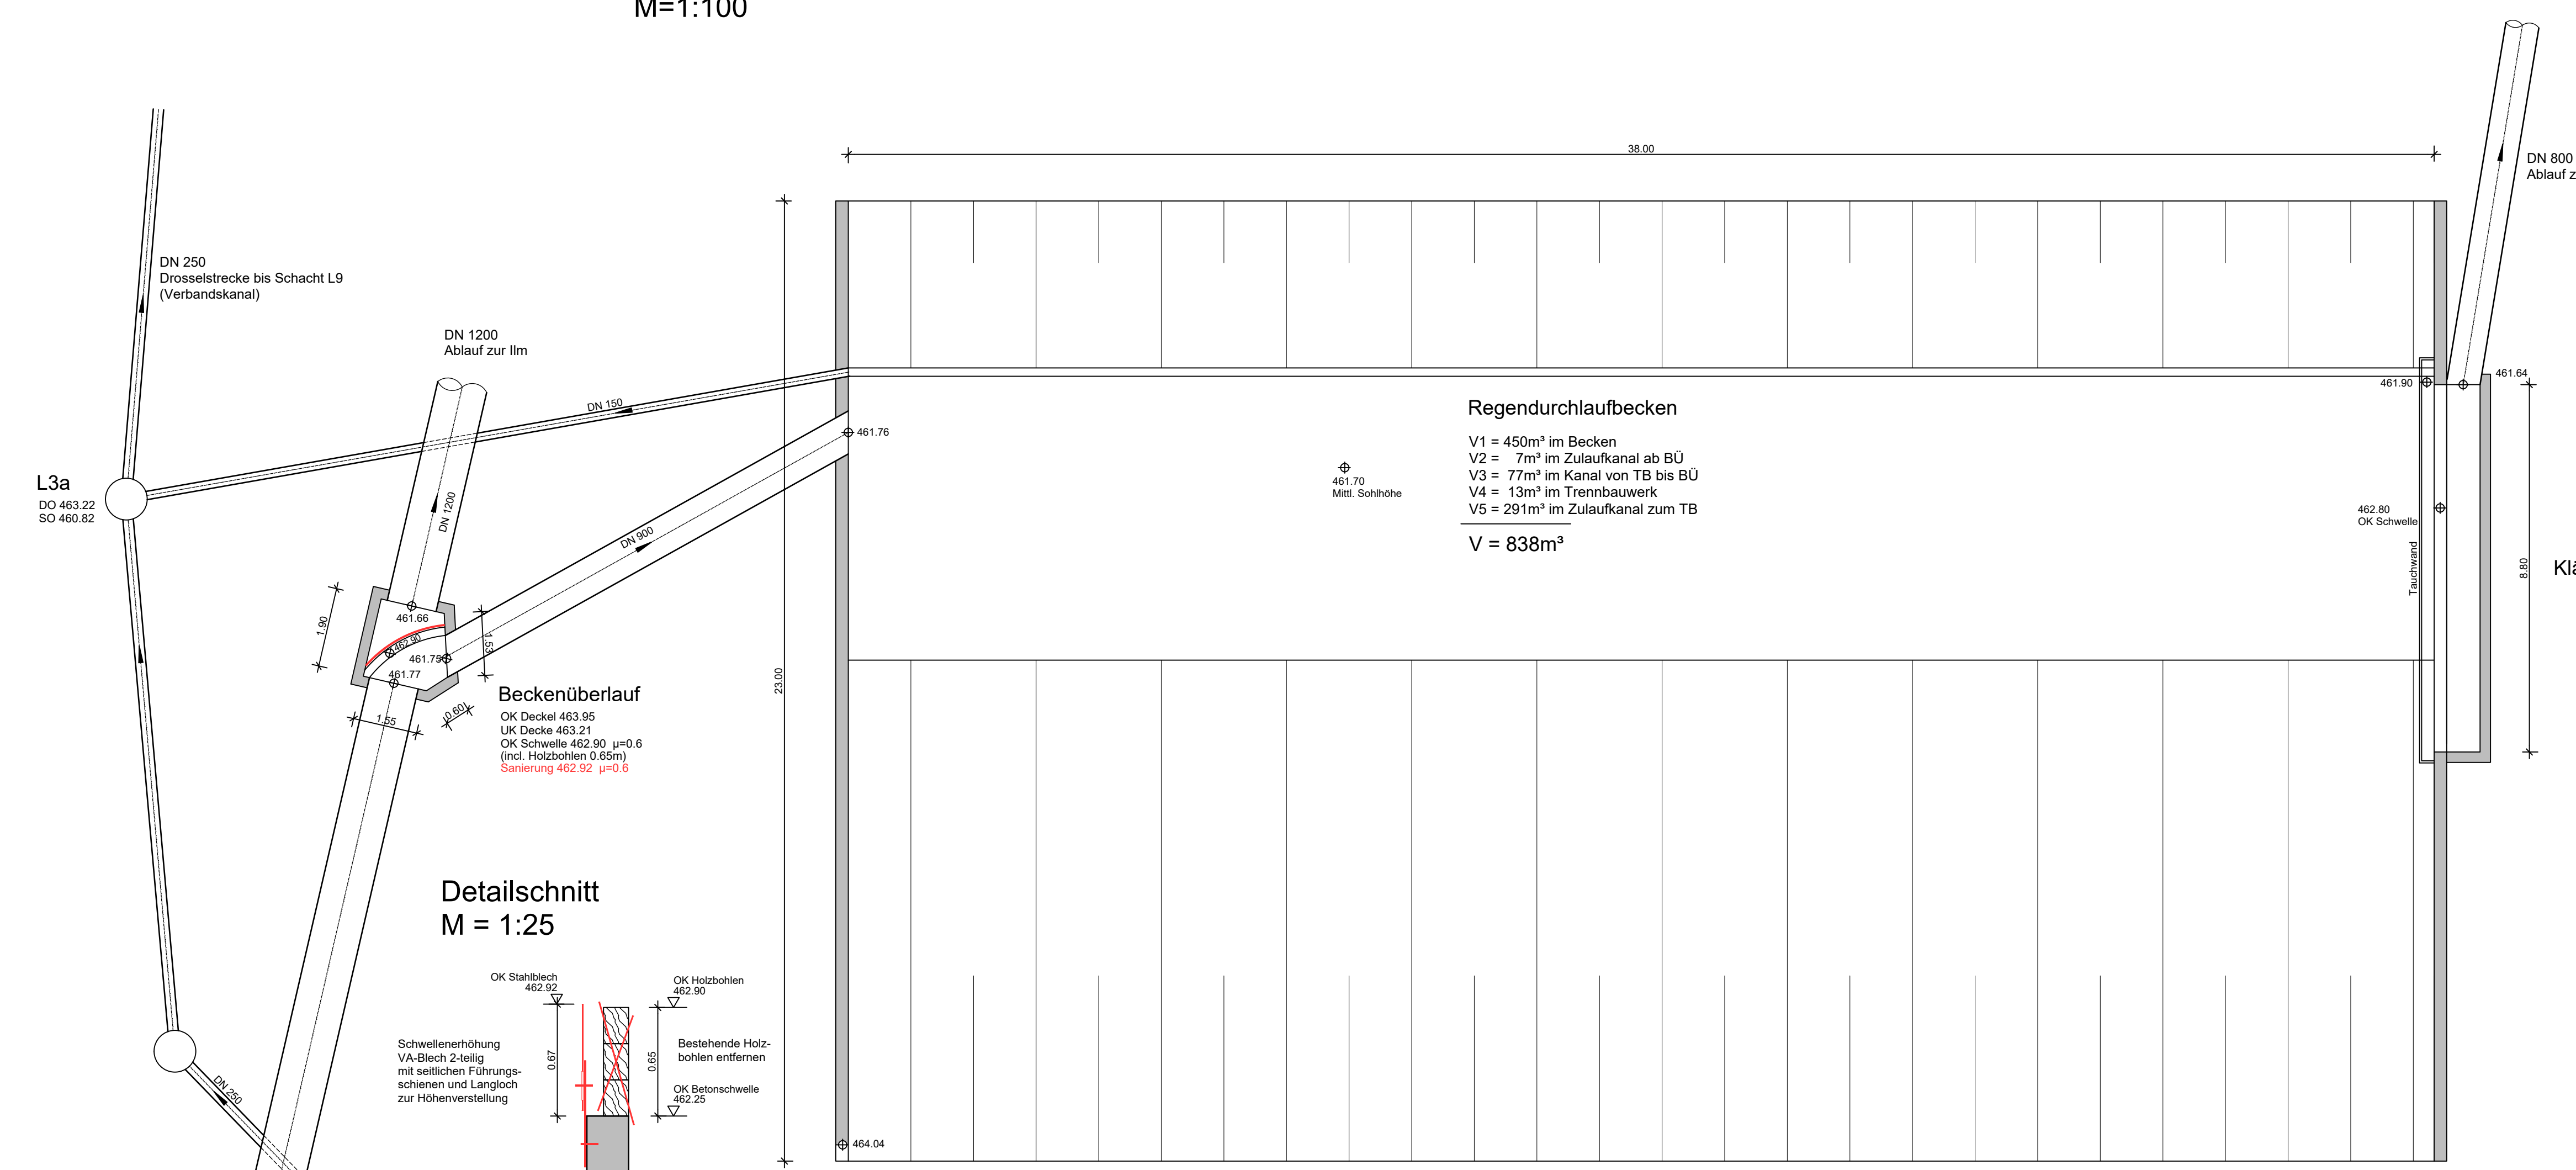 M=1:100
38.00
DN 800
Ablauf z
DN 250
Drosselstrecke bis Schacht L9
(Verbandskanal)
DN 1200
Ablauf zur Ilm
DN 150
461.90
461.64
Regendurchlaufbecken
461.76
V1 = 450m³ im Becken
V2 = 7m³ im Zulaufkanal ab BÜ
V3 = 77m³ im Kanal von TB bis BÜ
V4 = 13m³ im Trennbauwerk
V5 = 291m³ im Zulaufkanal zum TB
V = 838m³
461.70
Mittl. Sohlhöhe
L3a
DO 463.22
SO 460.82
DN 1200
DN 900
462.80
OK Schwelle
Tauchwand
8.80
Klä
1.90
461.66
462.90
461.75
1.53
461.77
1.55
0.60
23.00
Beckenüberlauf
OK Deckel 463.95
UK Decke 463.21
OK Schwelle 462.90 µ=0.6
(incl. Holzbohlen 0.65m)
Sanierung 462.92 µ=0.6
Detailschnitt
M = 1:25
OK Stahlblech
462.92
OK Holzbohlen
462.90
Schwellenerhöhung
VA-Blech 2-teilig
mit seitlichen Führungs-
schienen und Langloch
zur Höhenverstellung
0.67
0.65
Bestehende Holz-
bohlen entfernen
OK Betonschwelle
462.25
DN 250
464.04